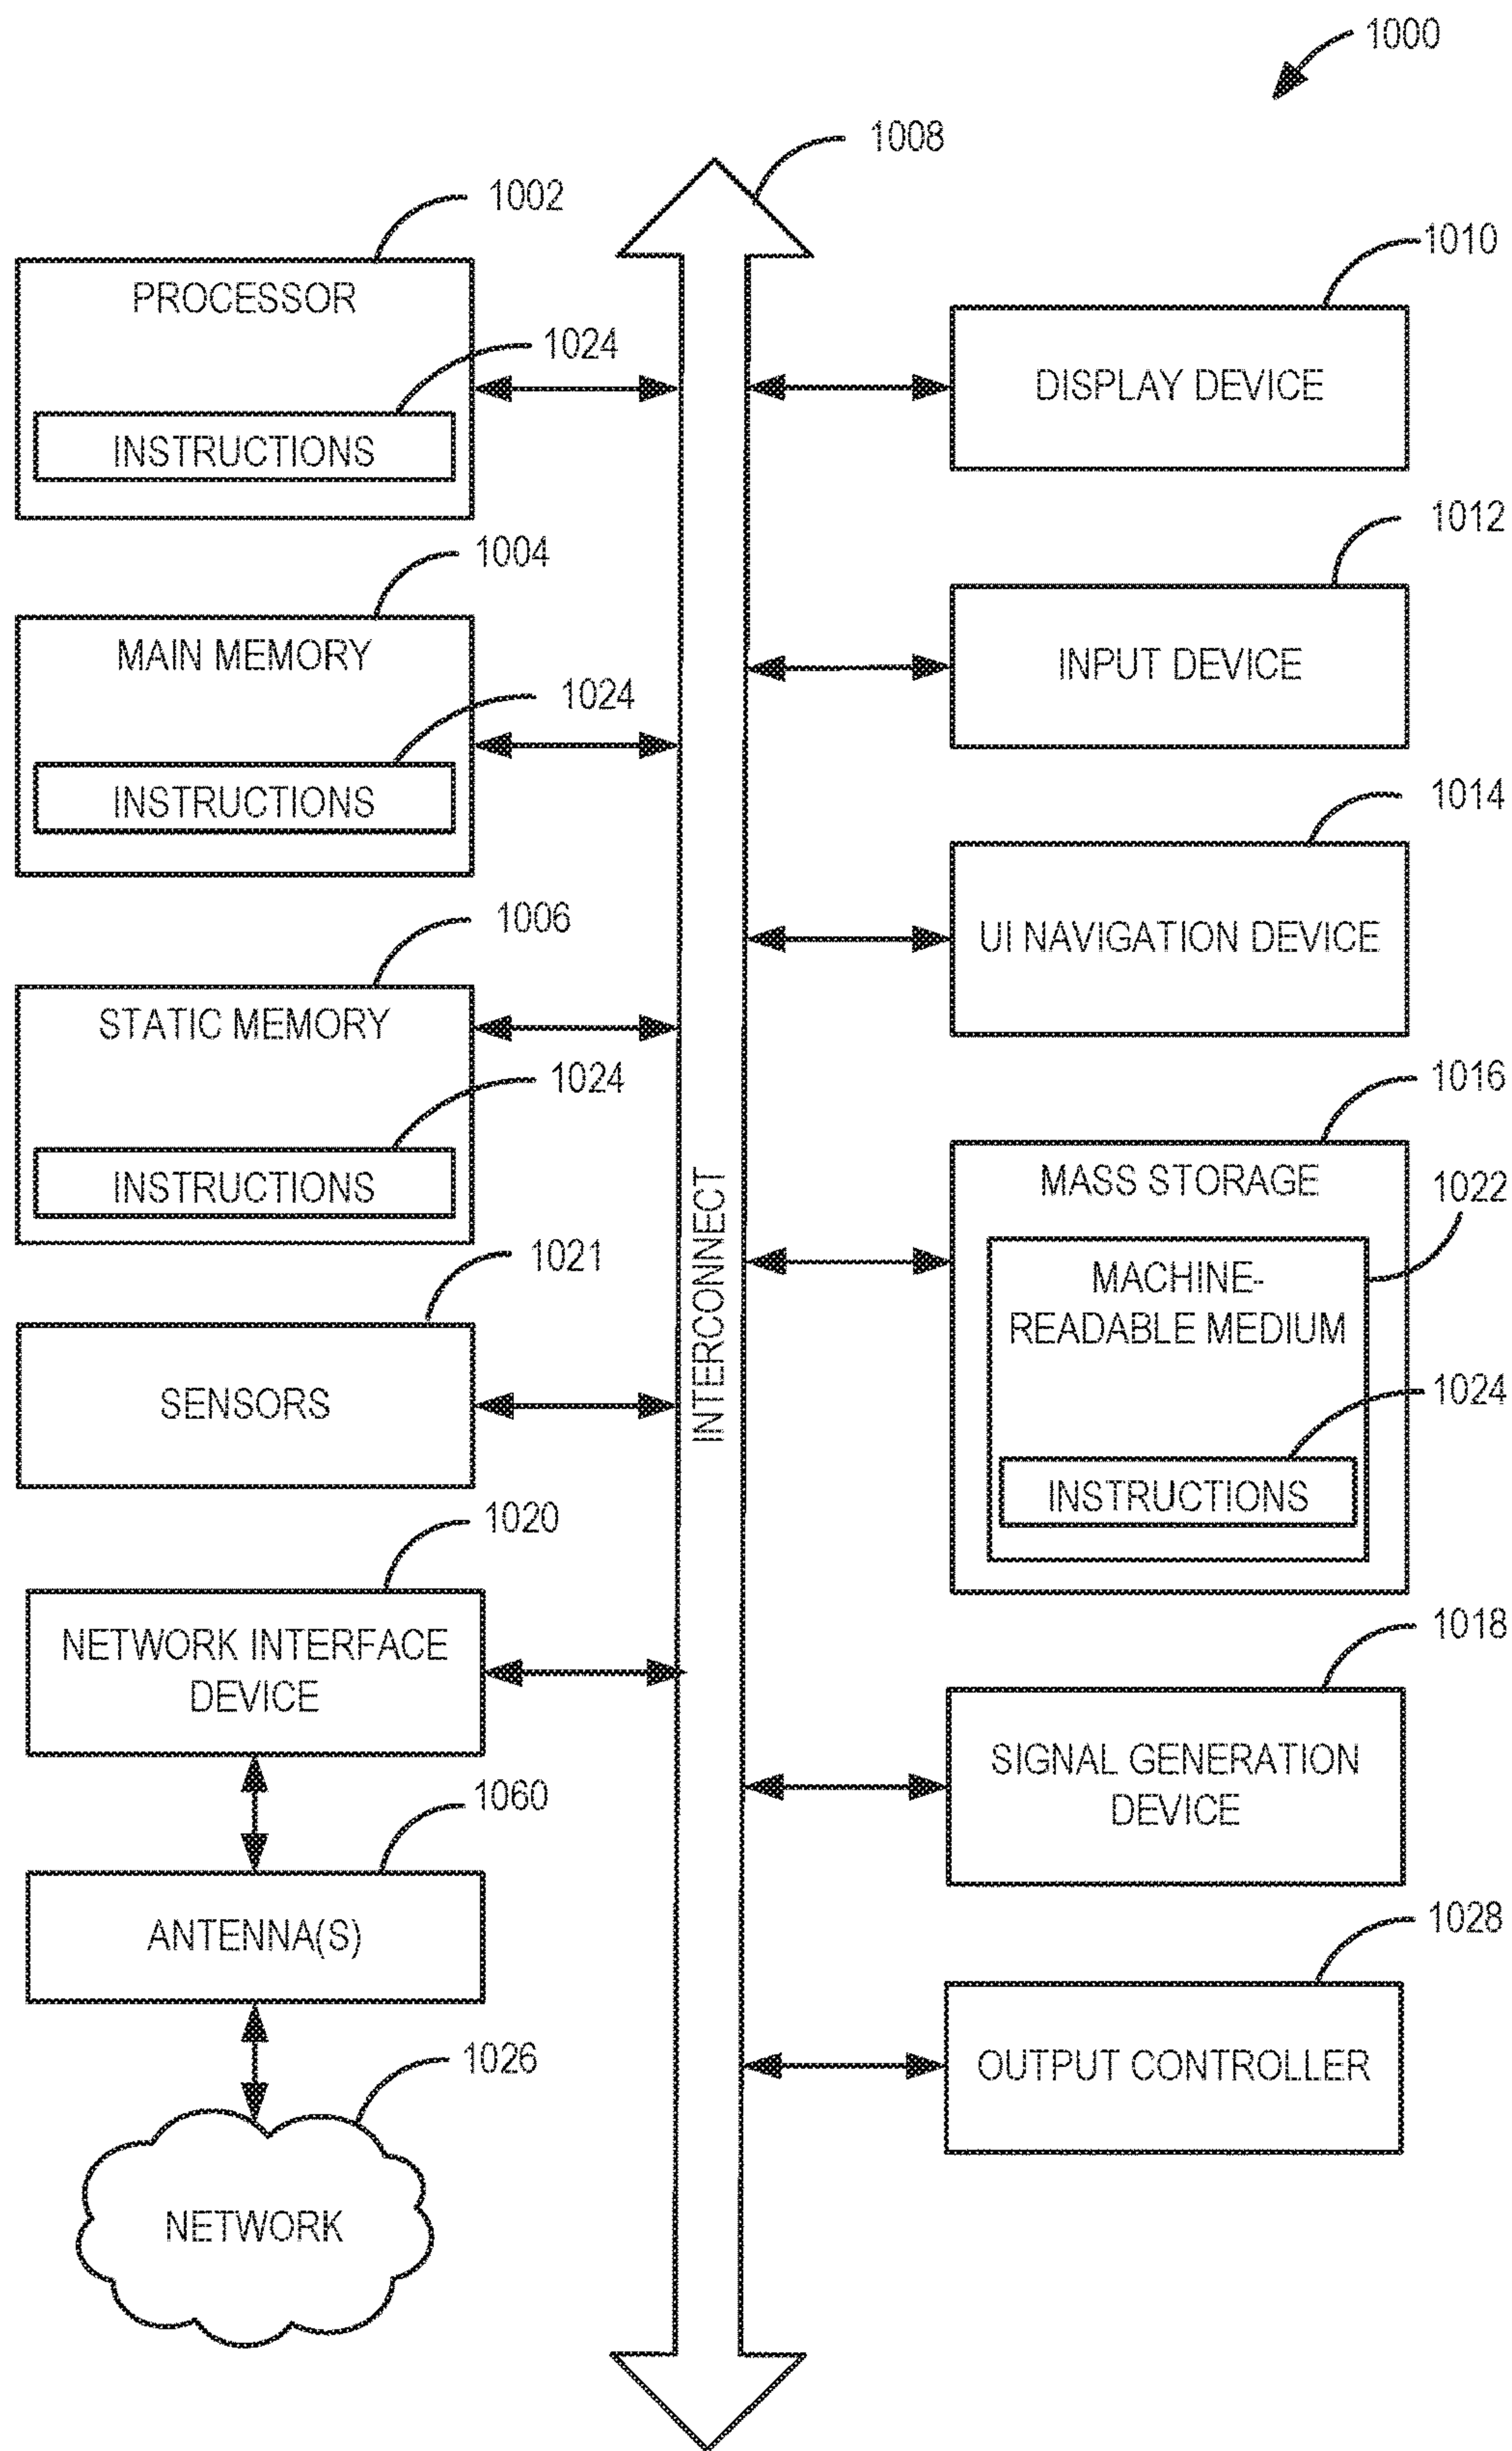 1000
1008
1002
PROCESSOR
1024
INSTRUCTIONS
1004
MAIN MEMORY
1024
INSTRUCTIONS
1006
STATIC MEMORY
1024
INSTRUCTIONS
1021
SENSORS
1020
NETWORK INTERFACE
DEVICE
1060
ANTENNA(S)
1026
NETWORK
INTERCONNECT
1010
DISPLAY DEVICE
1012
INPUT DEVICE
1014
UI NAVIGATION DEVICE
1016
MASS STORAGE
1022
MACHINE-
READABLE MEDIUM
1024
INSTRUCTIONS
1018
SIGNAL GENERATION
DEVICE
1028
OUTPUT CONTROLLER